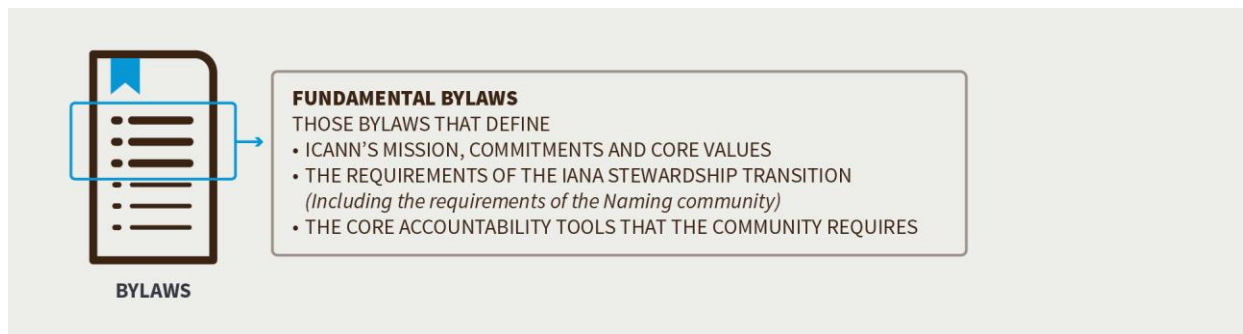 FUNDAMENTAL BYLAWS
THOSE BYLAWS THAT DEFINE
• ICANN’S MISSION, COMMITMENTS AND CORE VALUES
• THE REQUIREMENTS OF THE IANA STEWARDSHIP TRANSITION
(Including the requirements of the Naming community)
• THE CORE ACCOUNTABILITY TOOLS THAT THE COMMUNITY REQUIRES
BYLAWS